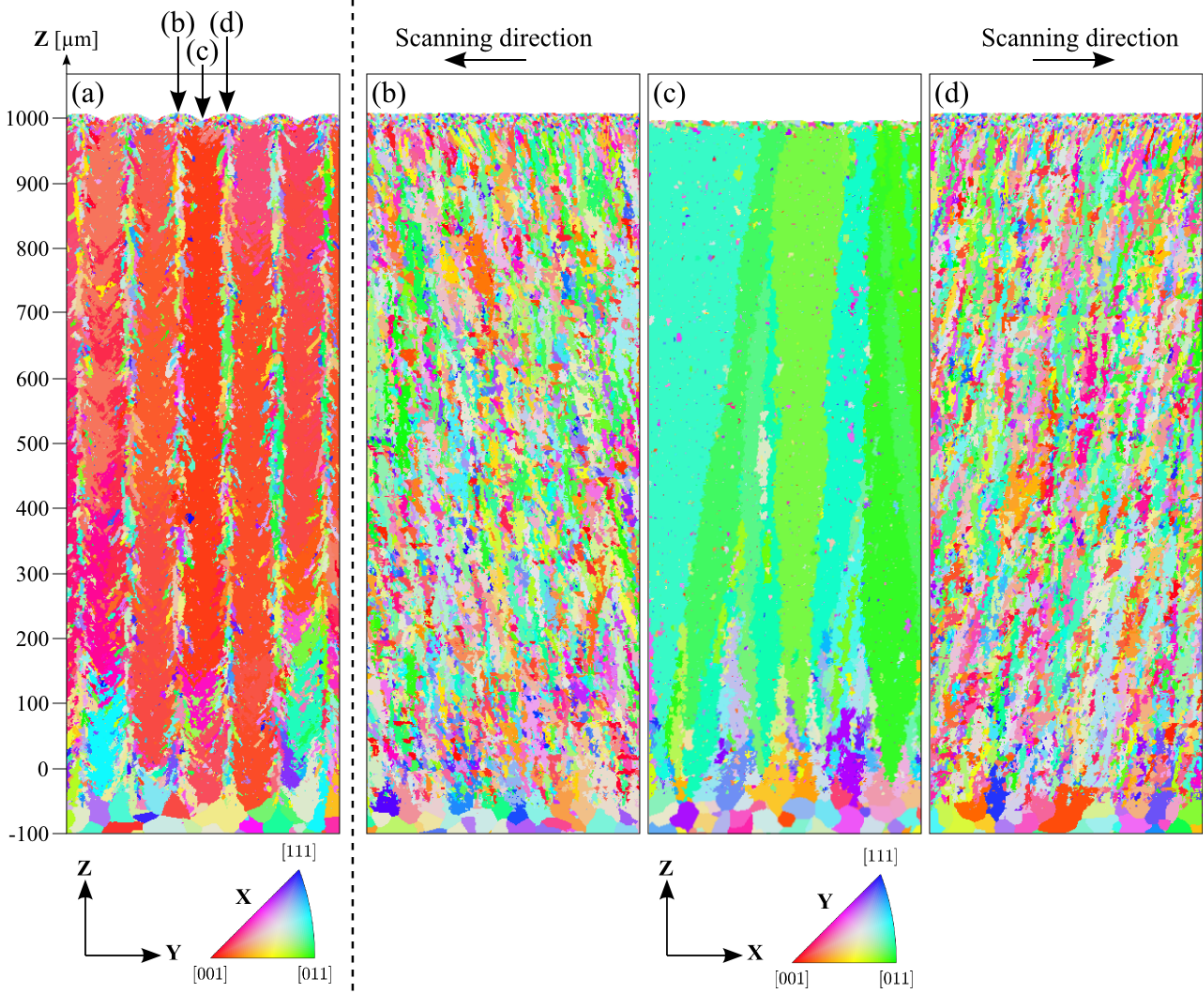 (b)
(d)
(c)
Z [µm]
Scanning direction
Scanning direction
(a)
(b)
(c)
(d)
1000
900
800
700
600
500
400
300
200
100
0
-100
Z
Y
X
[111]
[001]
[011]
Z
X
Y
[111]
[001]
[011]